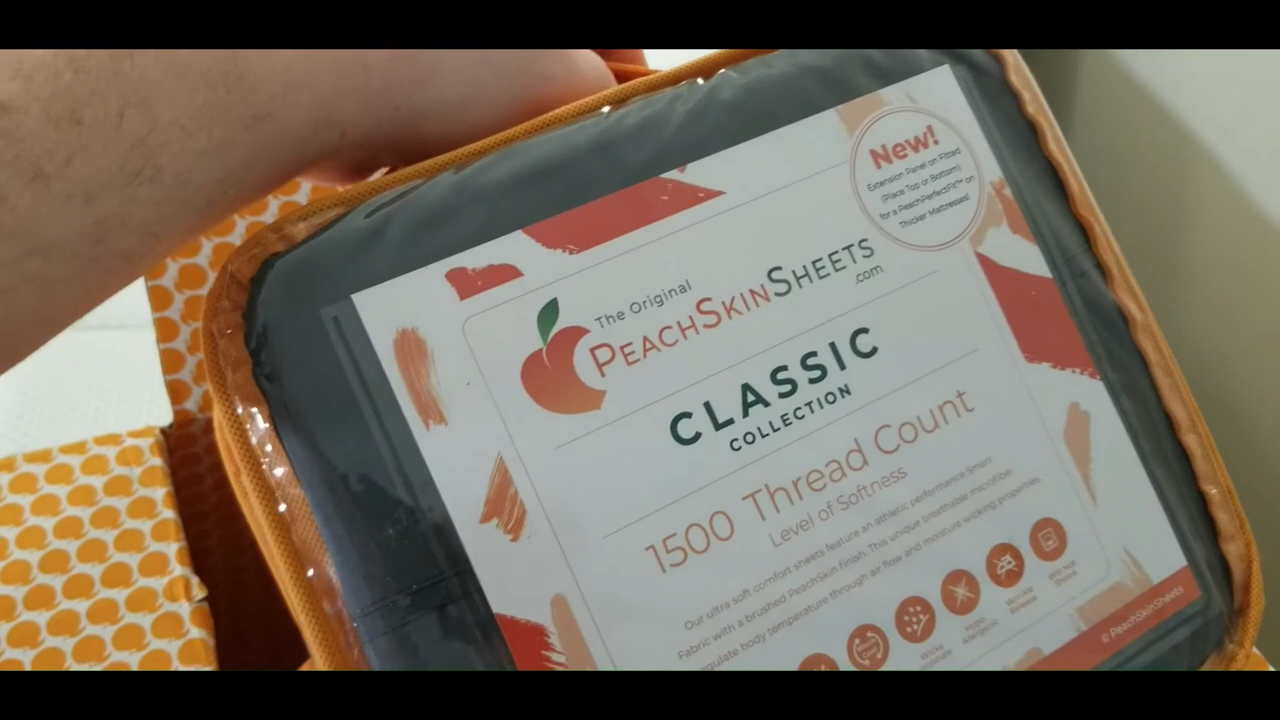 New!
Extension Panel on Fitted
(Place Top or Bottom)
for a PeachPerfectFit™ on
Thicker Mattresses!
The Original
PEACHSKINSHEETS
.com
CLASSIC
COLLECTION
1500 Thread Count
Level of Softness
Our ultra soft comfort sheets feature an athletic performance Smart
Fabric with a brushed PeachSkin finish. This unique breathable microfiber
regulate body temperature through air flow and moisture wicking properties.
Will Not
Shrink
Wrinkle
Release
Hypo
Allergenic
Wicks
Moisture
© PeachSkinSheets